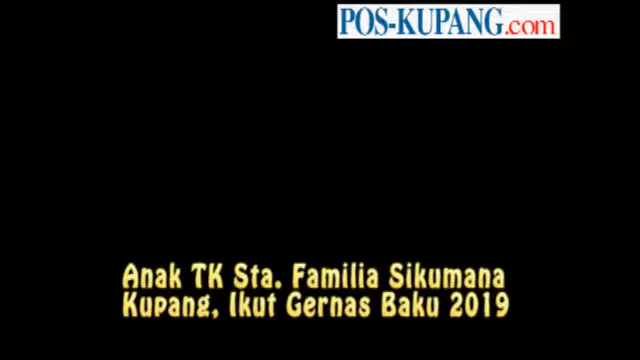 POS-KUPANG.com
Anak TK Sta. Familia Sikumana
Kupang, Ikut Gernas Baku 2019